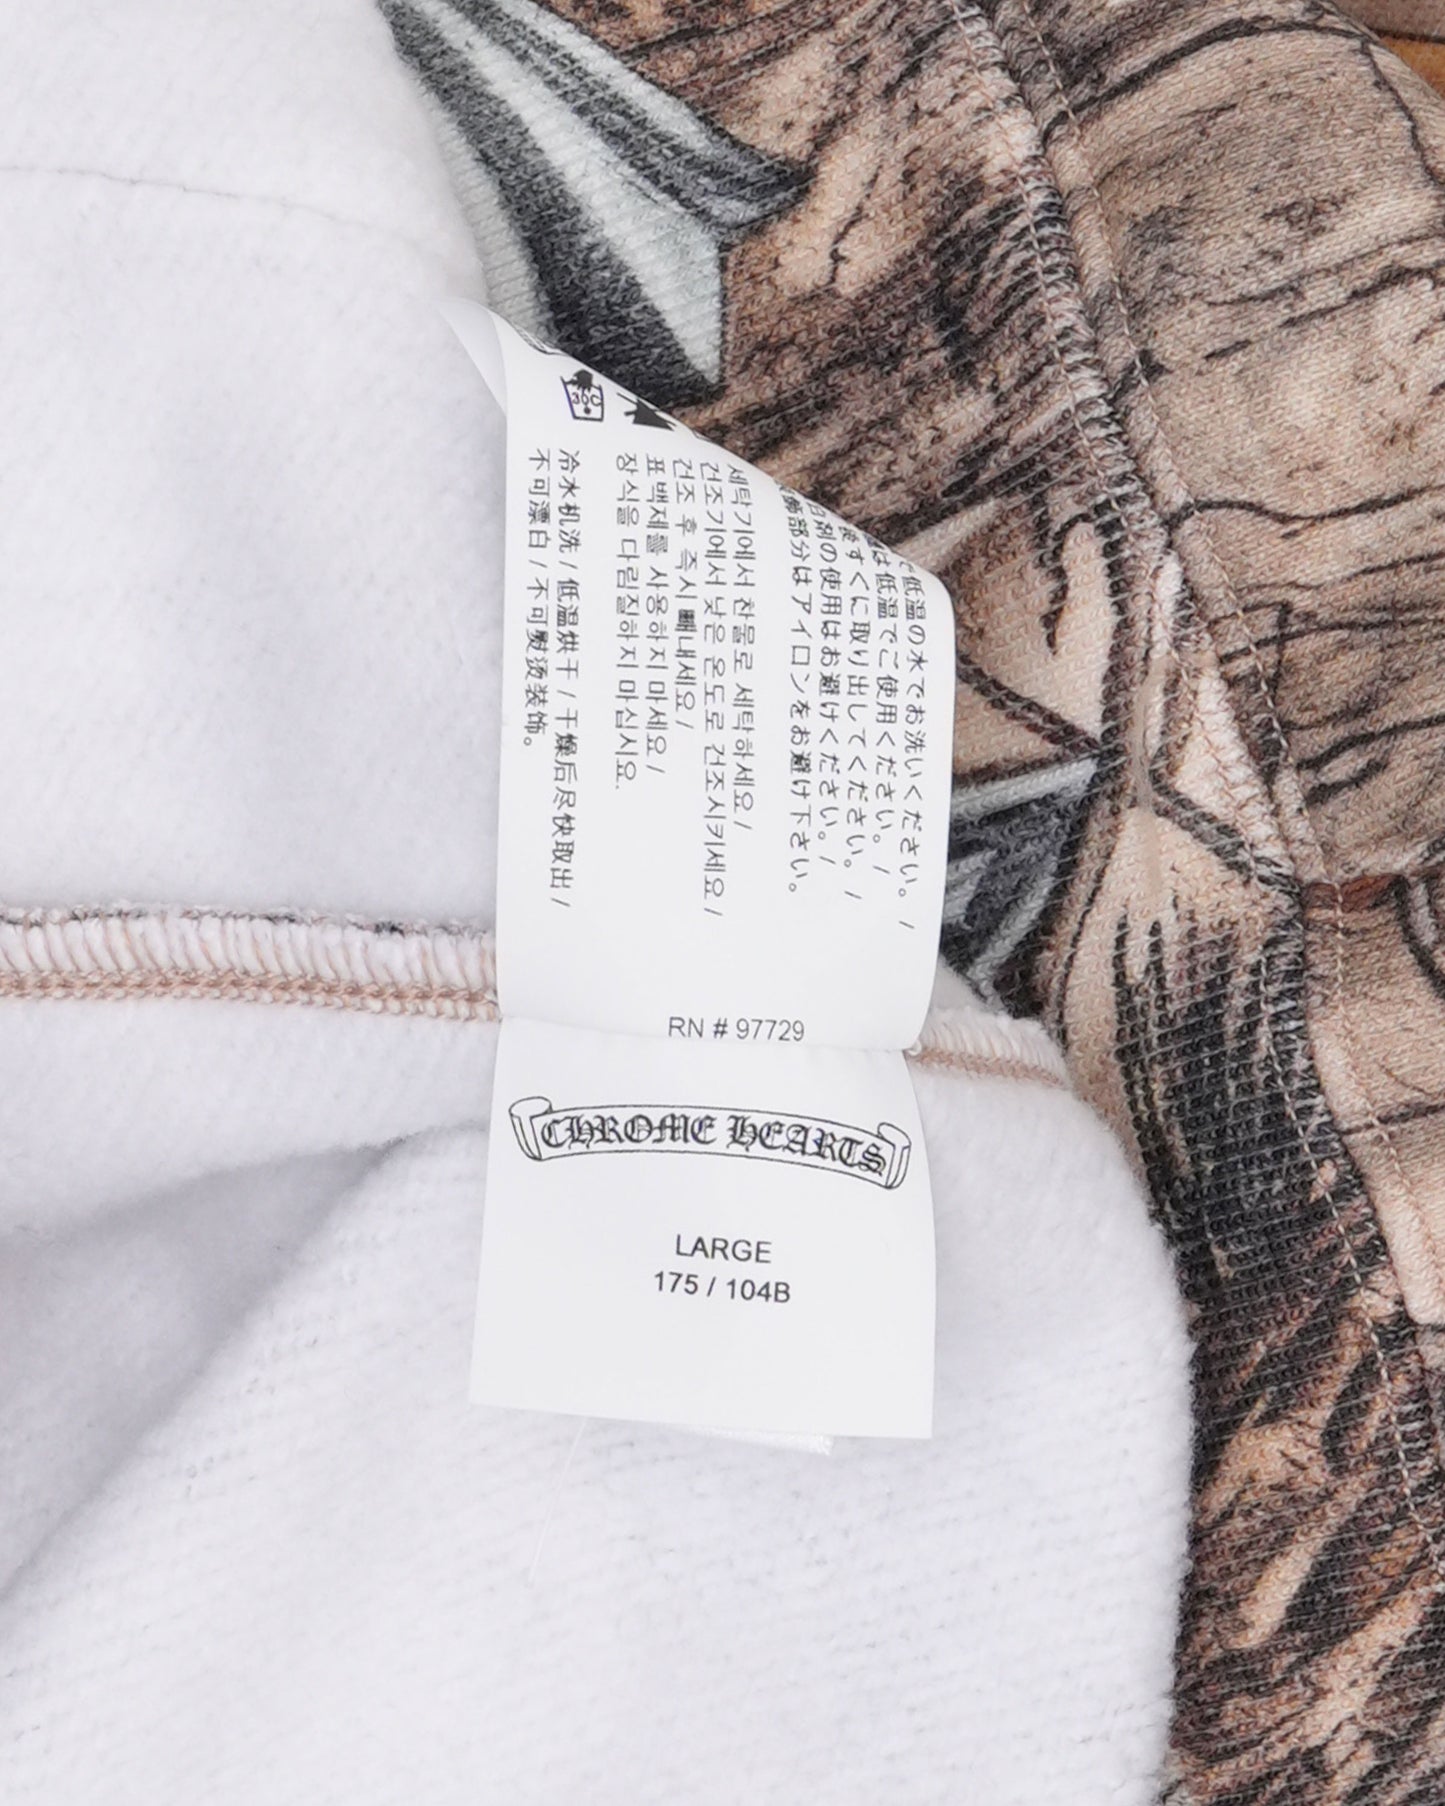 30C
で低温の水でお洗いください。/
は低温でご使用ください。/
後すぐに取り出してください。/
白剤の使用はお避けください。/
飾部分はアイロンをお避け下さい。
세탁기에서 찬물로 세탁하세요/
건조기에서 낮은 온도로 건조시키세요/
건조 후 즉시 빼내세요/
표백제를 사용하지 마세요/
장식을 다림질하지 마십시요.
冷水机洗 / 低温烘干 / 干燥后尽快取出 /
不可漂白 / 不可熨烫装饰。
RN # 97729
CHROME HEARTS
LARGE
175 / 104B